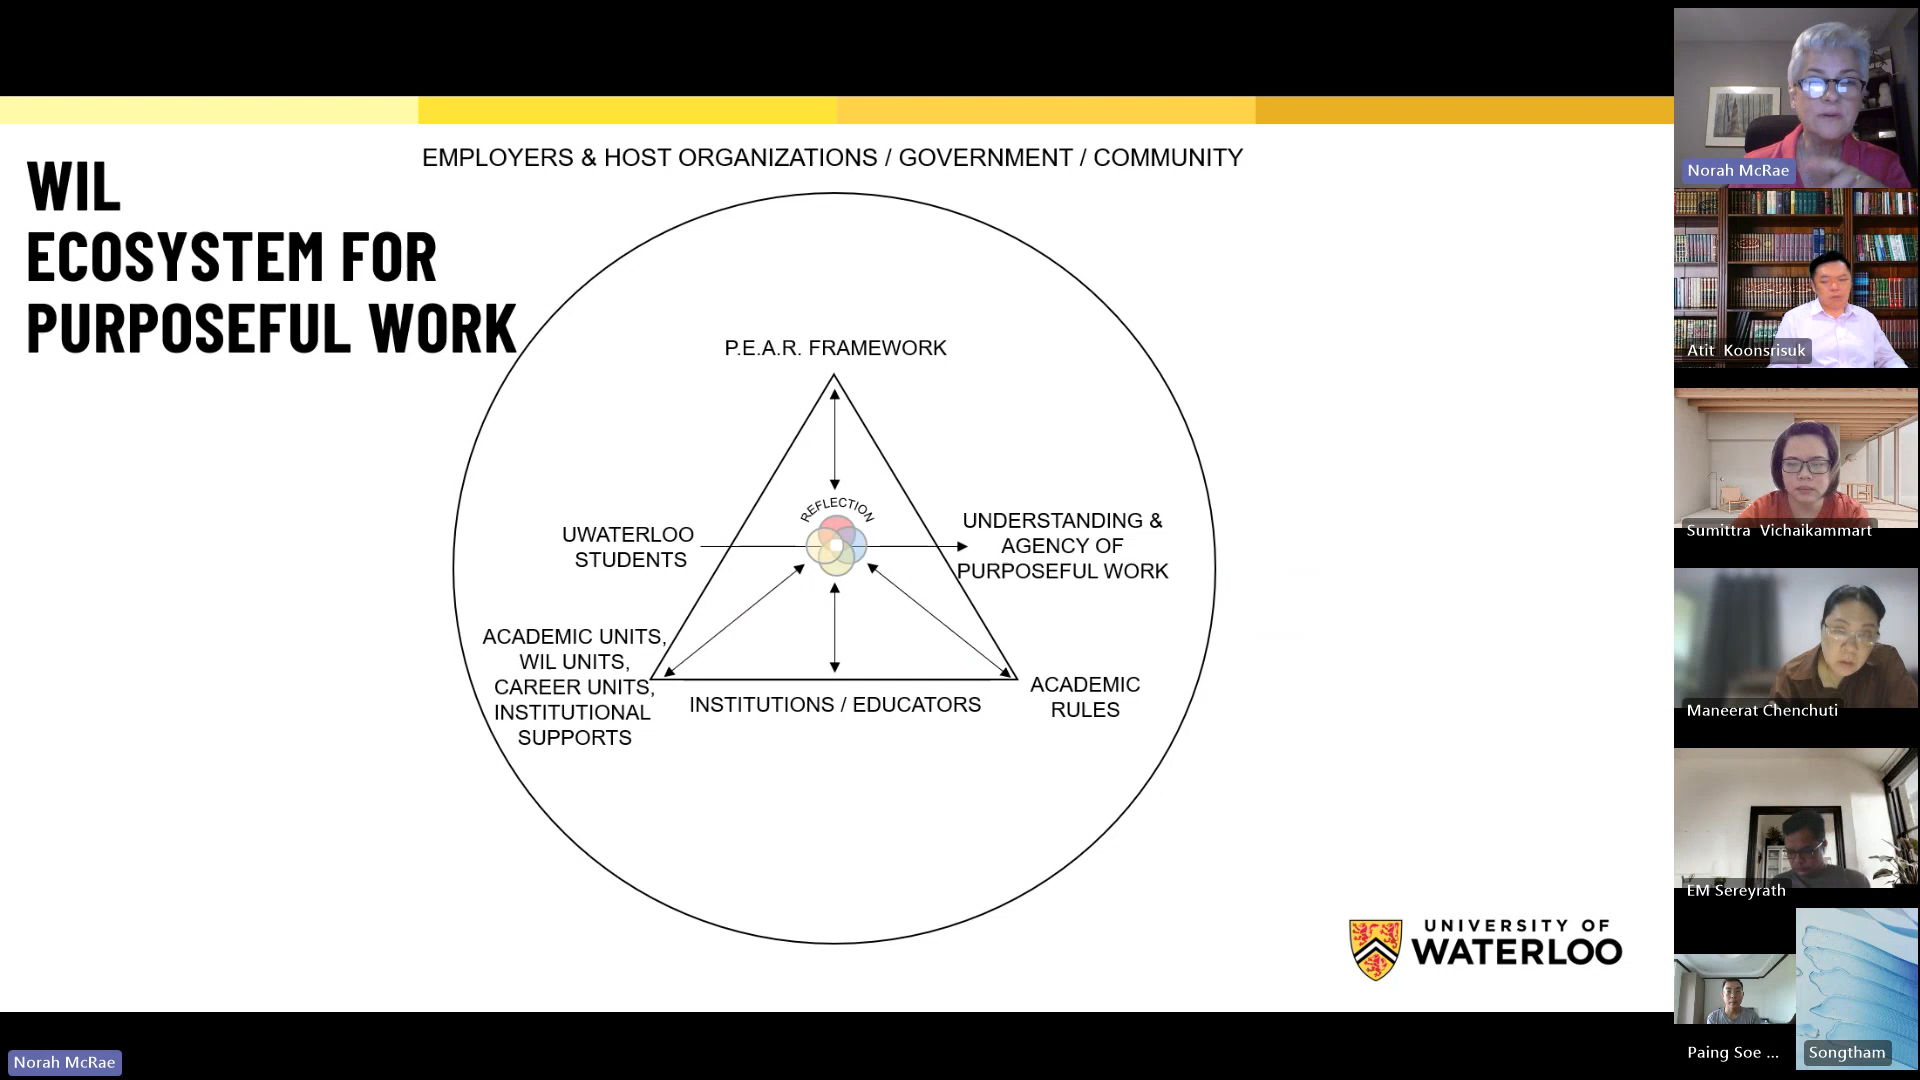 WIL
ECOSYSTEM FOR
PURPOSEFUL WORK
EMPLOYERS & HOST ORGANIZATIONS / GOVERNMENT / COMMUNITY
P.E.A.R. FRAMEWORK
REFLECTION
UWATERLOO
STUDENTS
UNDERSTANDING &
AGENCY OF
PURPOSEFUL WORK
ACADEMIC UNITS,
WIL UNITS,
CAREER UNITS,
INSTITUTIONAL
SUPPORTS
INSTITUTIONS / EDUCATORS
ACADEMIC
RULES
UNIVERSITY OF
WATERLOO
Norah McRae
Atit Koonsrisuk
Sumittra Vichaikammart
Maneerat Chenchuti
EM Sereyrath
Paing Soe ...
Songtham
Norah McRae